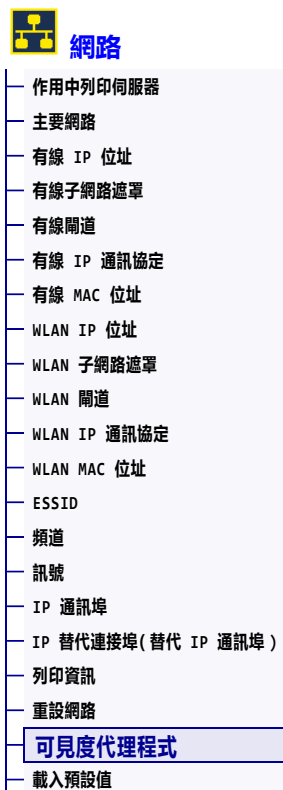 網路
作用中列印伺服器
主要網路
有線 IP 位址
有線子網路遮罩
有線閘道
有線 IP 通訊協定
有線 MAC 位址
WLAN IP 位址
WLAN 子網路遮罩
WLAN 閘道
WLAN IP 通訊協定
WLAN MAC 位址
ESSID
頻道
訊號
IP 通訊埠
IP 替代連接埠(替代 IP 通訊埠)
列印資訊
重設網路
可見度代理程式
載入預設值